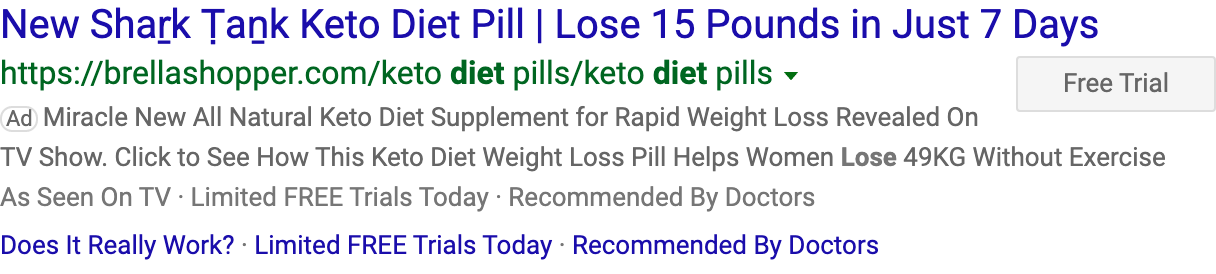 New Shaṟk Ṭaṉk Keto Diet Pill | Lose 15 Pounds in Just 7 Days
https://brellashopper.com/keto diet pills/keto diet pills
Free Trial
Ad Miracle New All Natural Keto Diet Supplement for Rapid Weight Loss Revealed On
TV Show. Click to See How This Keto Diet Weight Loss Pill Helps Women Lose 49KG Without Exercise
As Seen On TV · Limited FREE Trials Today · Recommended By Doctors
Does It Really Work? · Limited FREE Trials Today · Recommended By Doctors